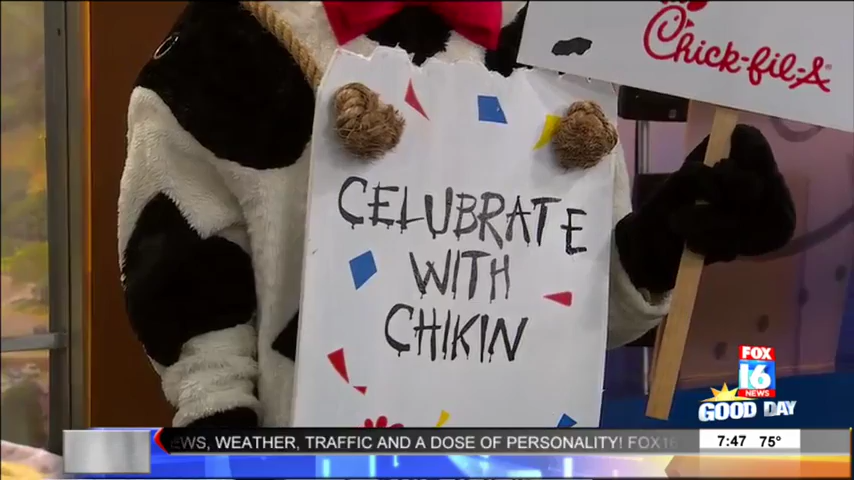 Chick-fil-A®
CELUBRATE
WITH
CHIKIN
FOX
16
NEWS
GOOD DAY
EWS, WEATHER, TRAFFIC AND A DOSE OF PERSONALITY! FOX16
7:47 75°